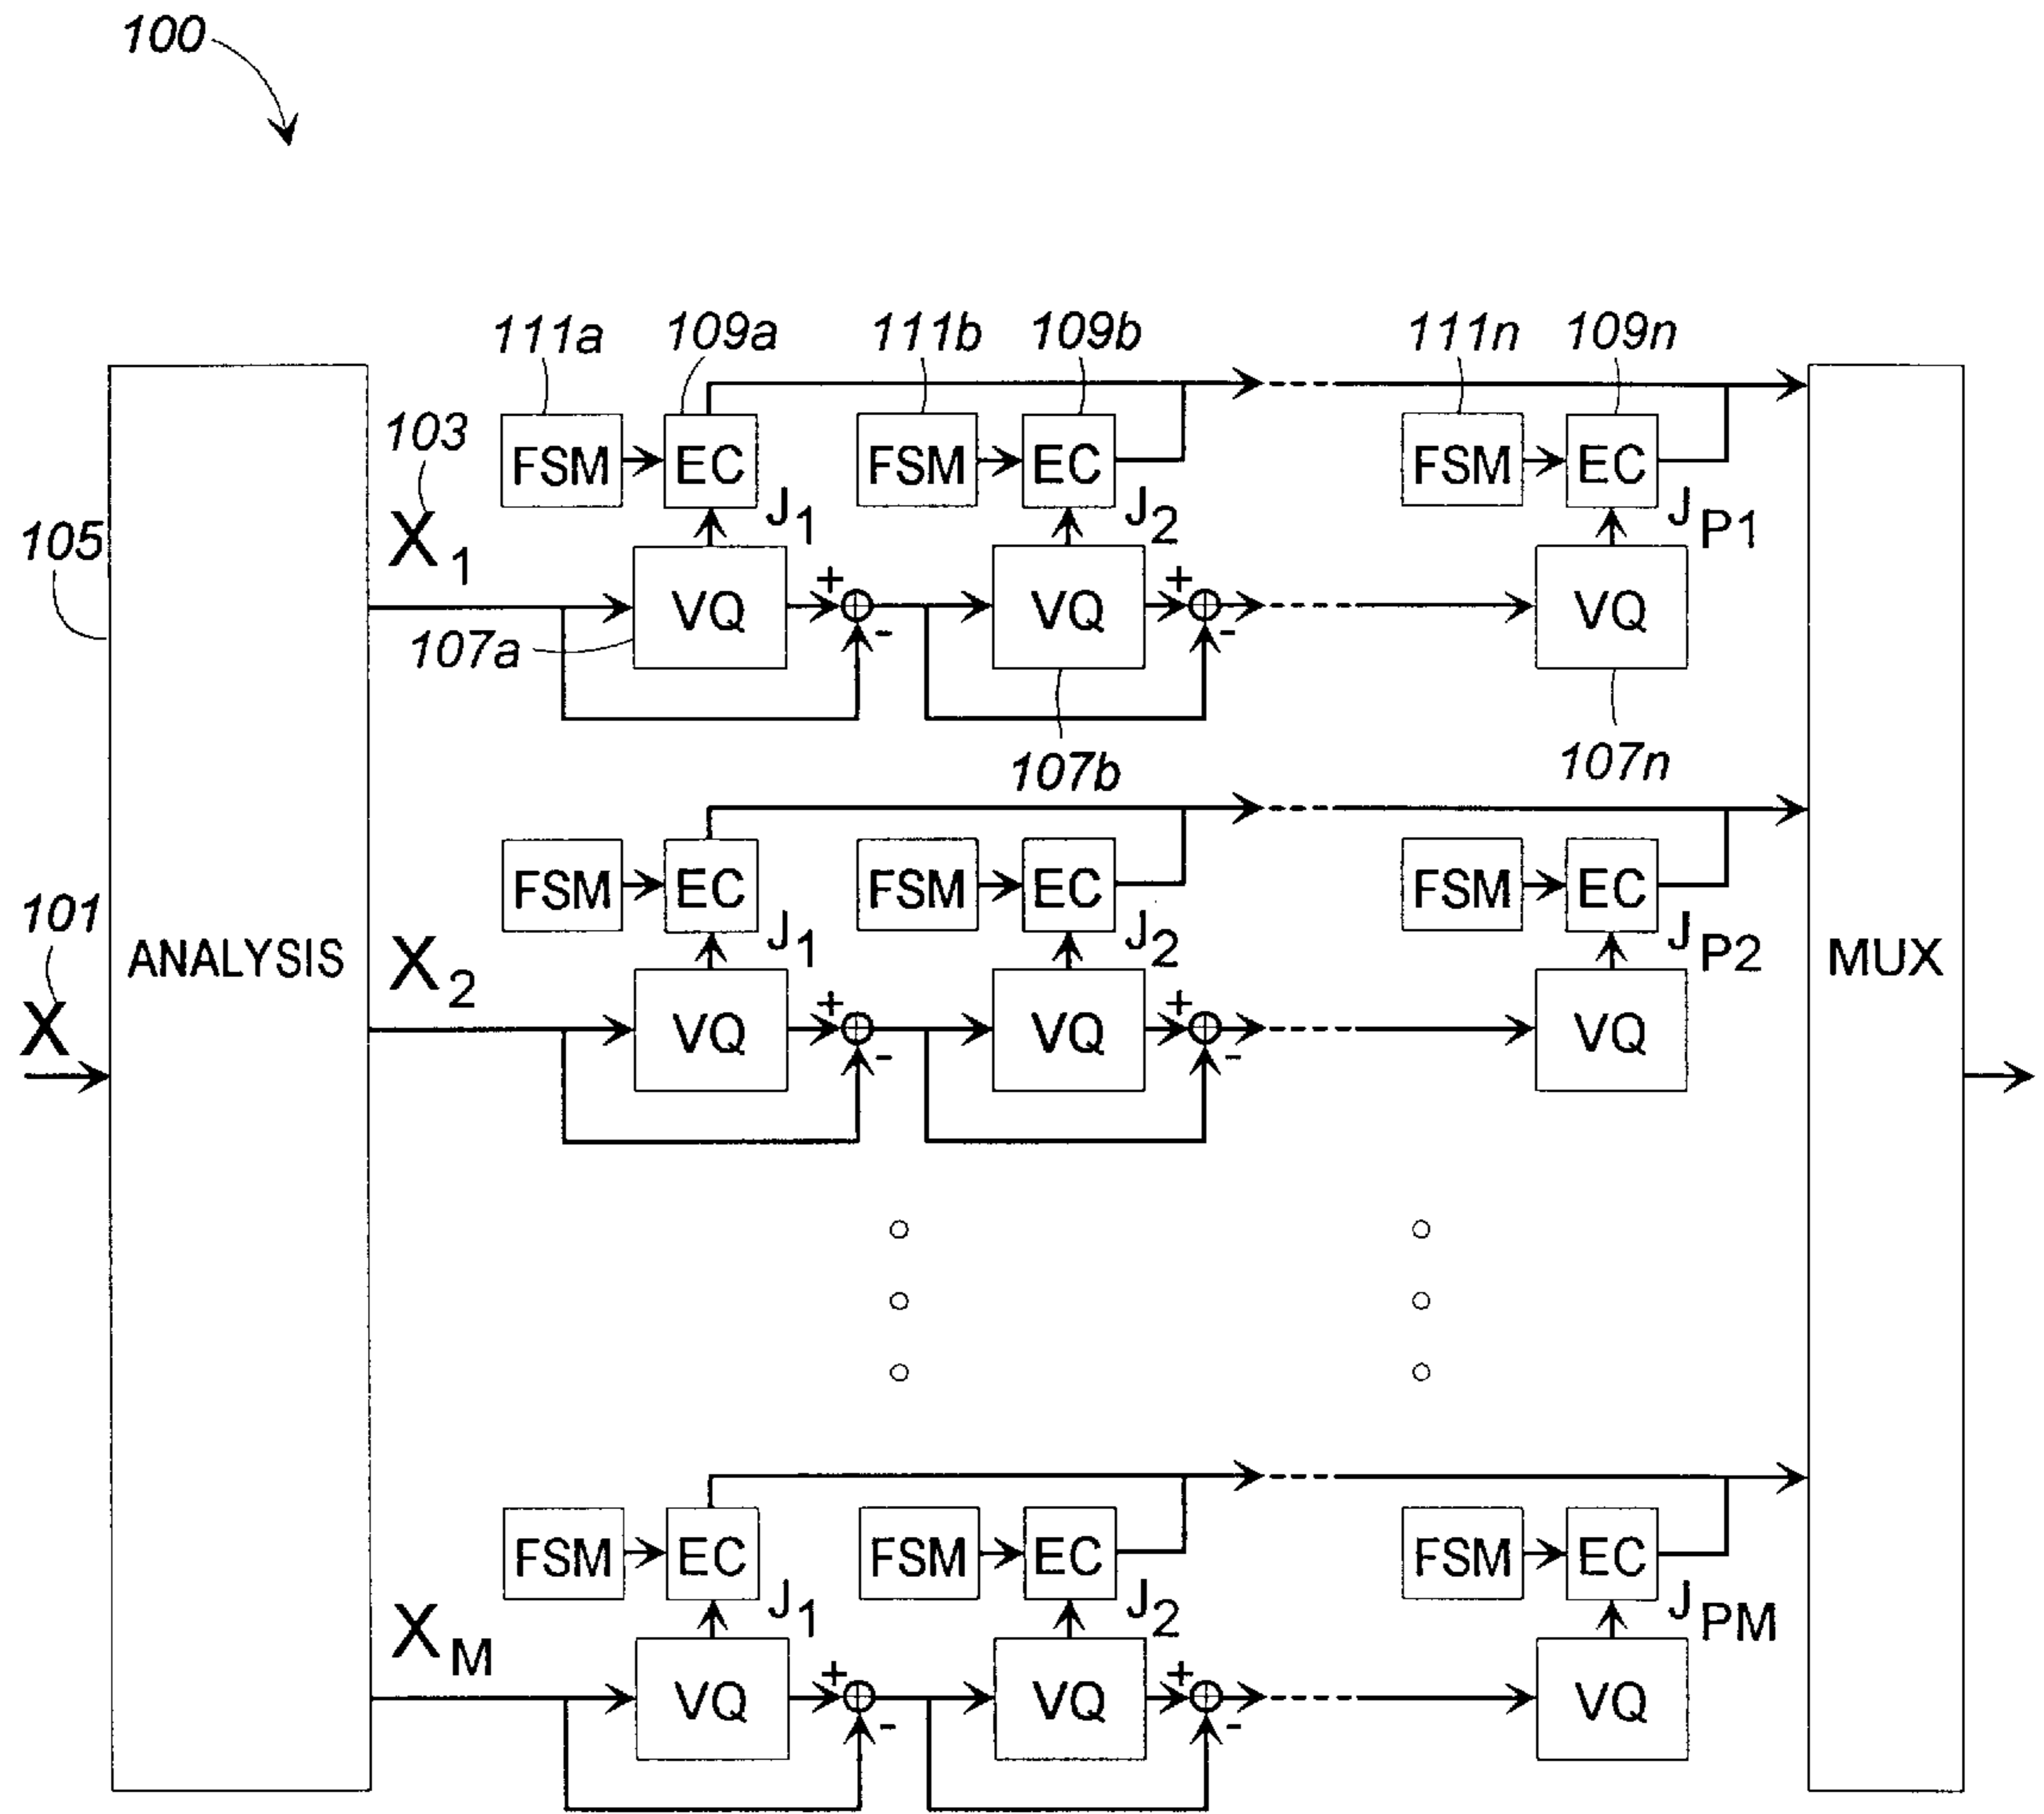 100
111a 109a 111b 109b 111n 109n
103
FSM EC FSM EC FSM EC
X1 J1 J2 JP1
105
+ +
VQ VQ VQ
- -
107a
107b 107n
FSM EC FSM EC FSM EC
101
J1 J2 JP2
ANALYSIS X2 MUX
+ +
X VQ VQ VQ
- -
FSM EC FSM EC FSM EC
J1 J2 JPM
XM
+ +
VQ VQ VQ
- -